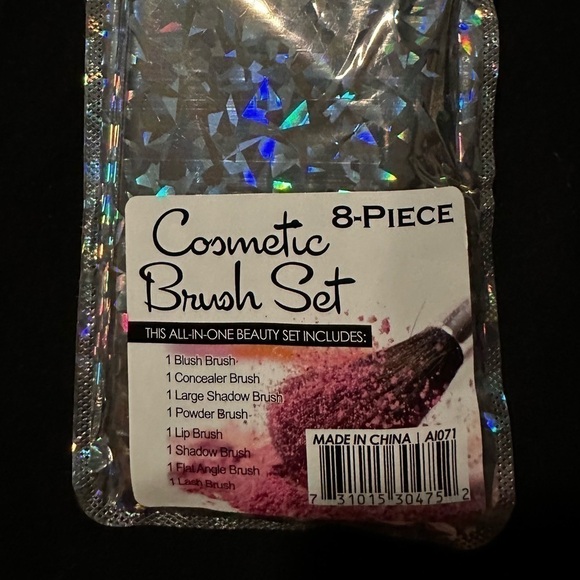 8-PIECE
Cosmetic
Brush Set
THIS ALL-IN-ONE BEAUTY SET INCLUDES:
1 Blush Brush
1 Concealer Brush
1 Large Shadow Brush
1 Powder Brush
1 Lip Brush
1 Shadow Brush
1 Flat Angle Brush
1 Lash Brush
MADE IN CHINA | AI071
7 31015 30475 2